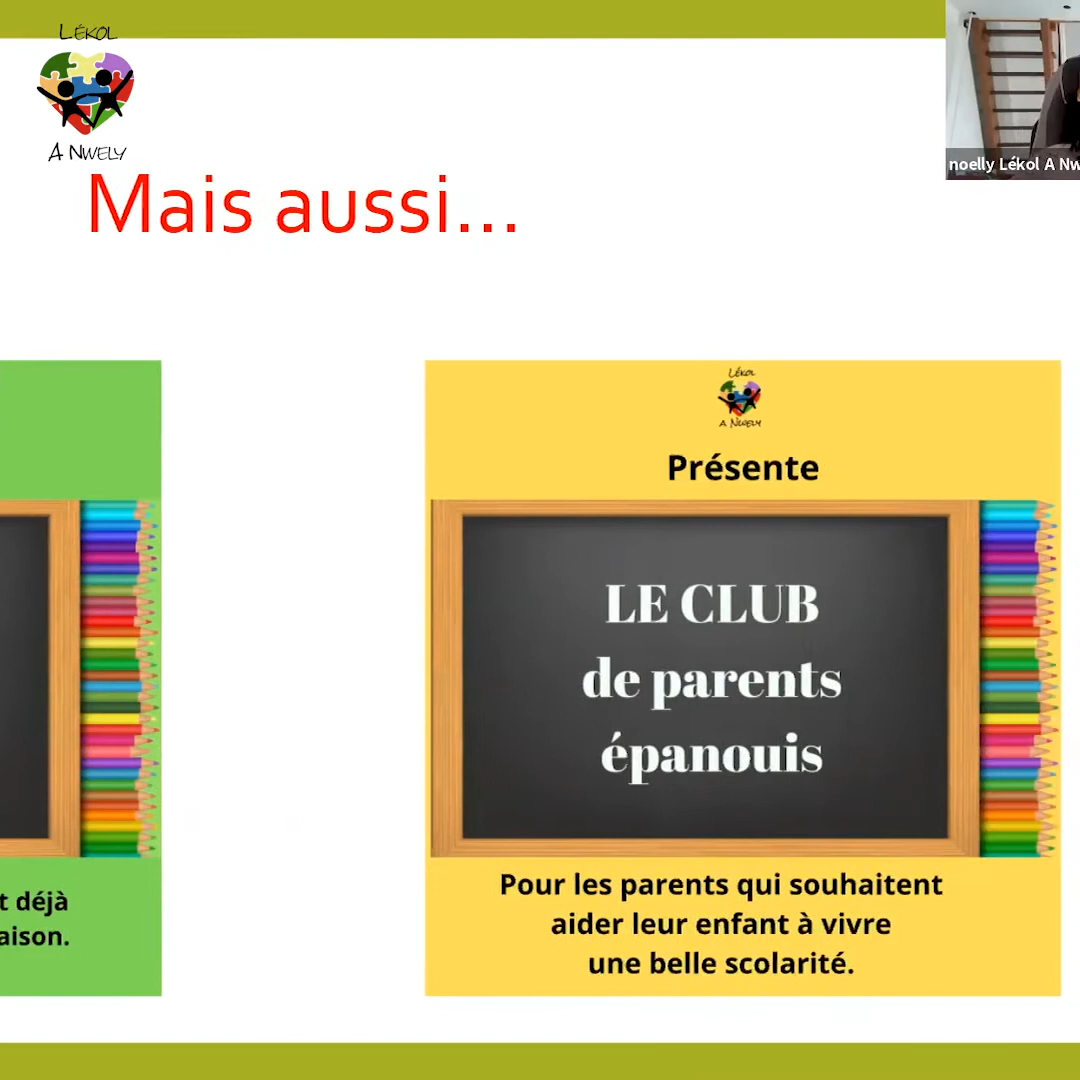 LÉKOL
A NWELY
noelly Lékol A Nw
Mais aussi...
t déjà
aison.
LÉKOL
A NWELY
Présente
LE CLUB
de parents
épanouis
Pour les parents qui souhaitent
aider leur enfant à vivre
une belle scolarité.